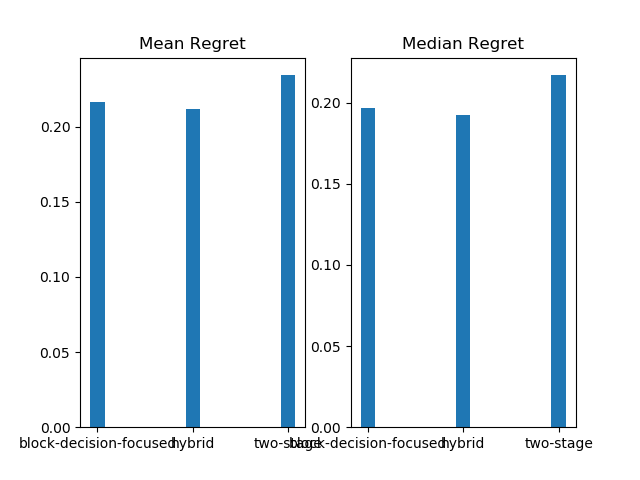 Mean Regret
0.20
0.15
0.10
0.05
0.00
block-decision-focused
hybrid
two-stage
Median Regret
0.20
0.15
0.10
0.05
0.00
block-decision-focused
hybrid
two-stage